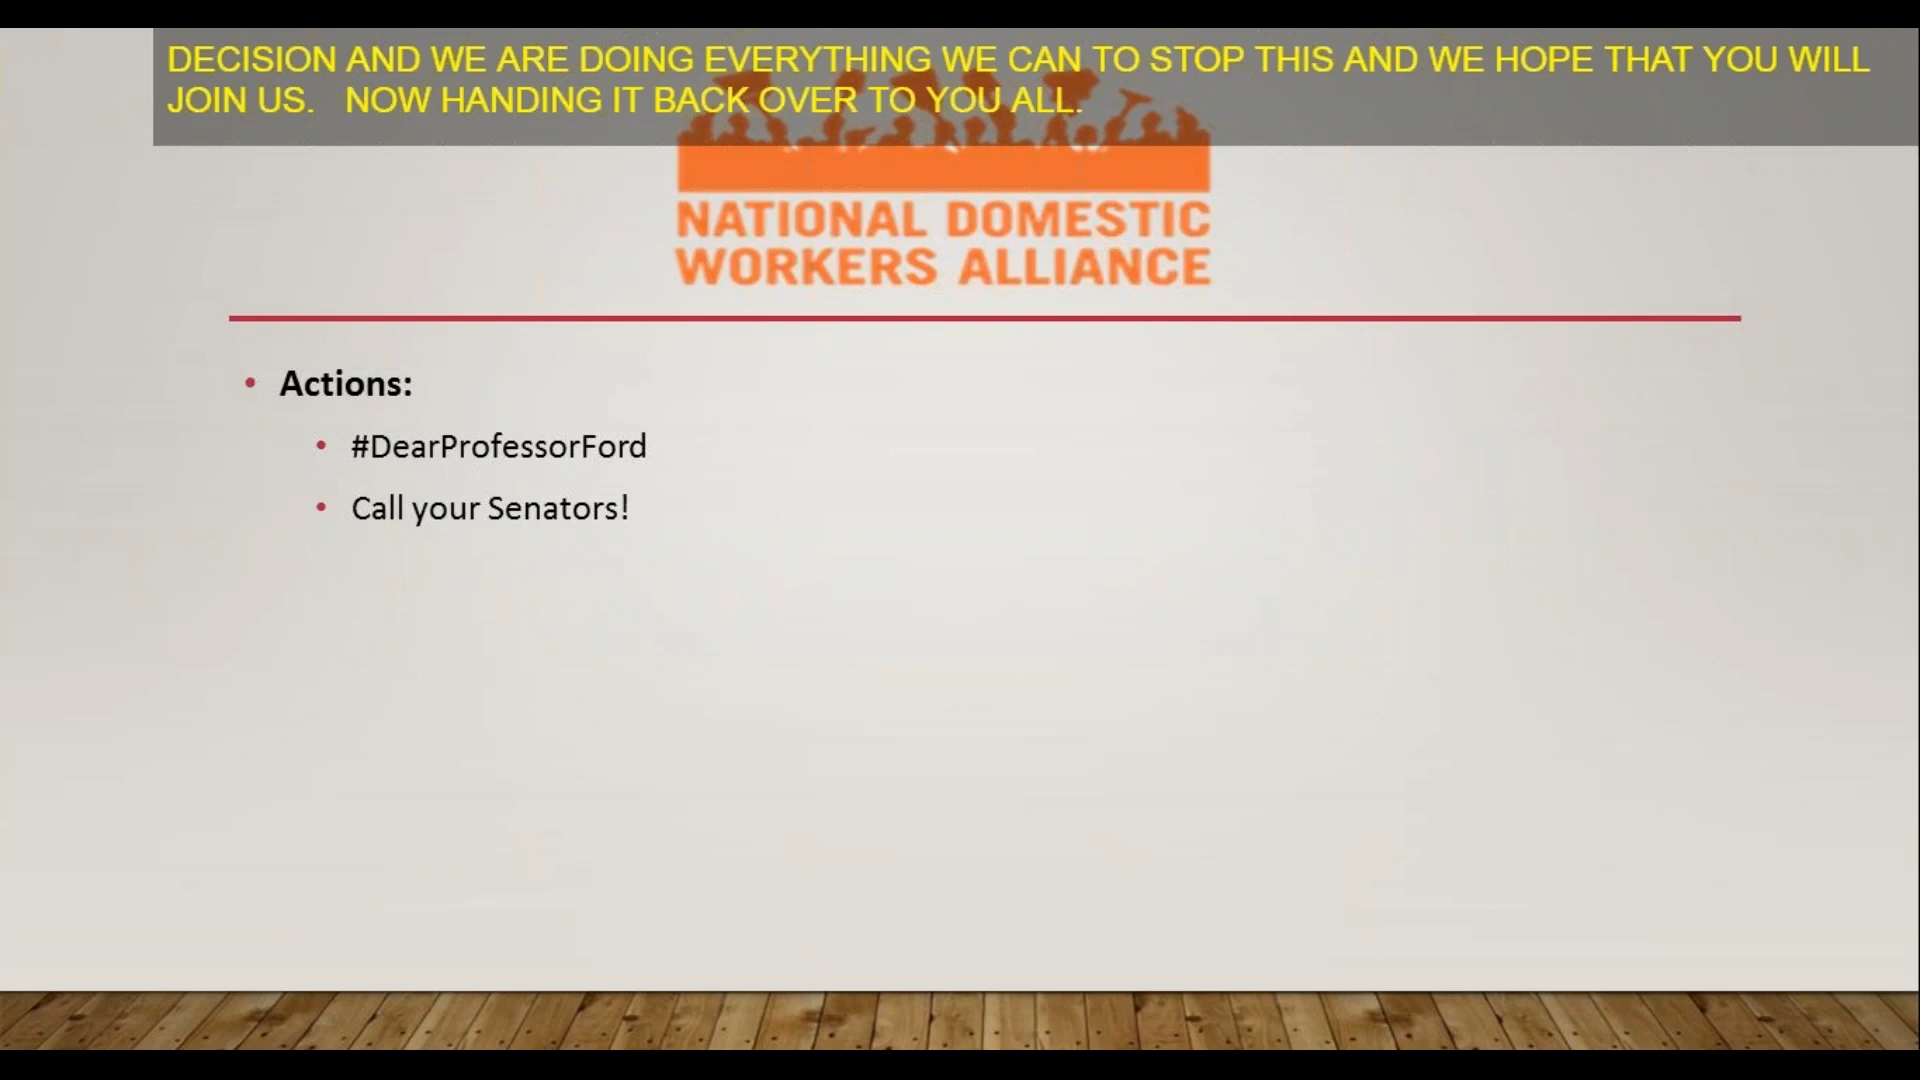 DECISION AND WE ARE DOING EVERYTHING WE CAN TO STOP THIS AND WE HOPE THAT YOU WILL
JOIN US.   NOW HANDING IT BACK OVER TO YOU ALL.
NATIONAL DOMESTIC
WORKERS ALLIANCE
• Actions:
• #DearProfessorFord
• Call your Senators!